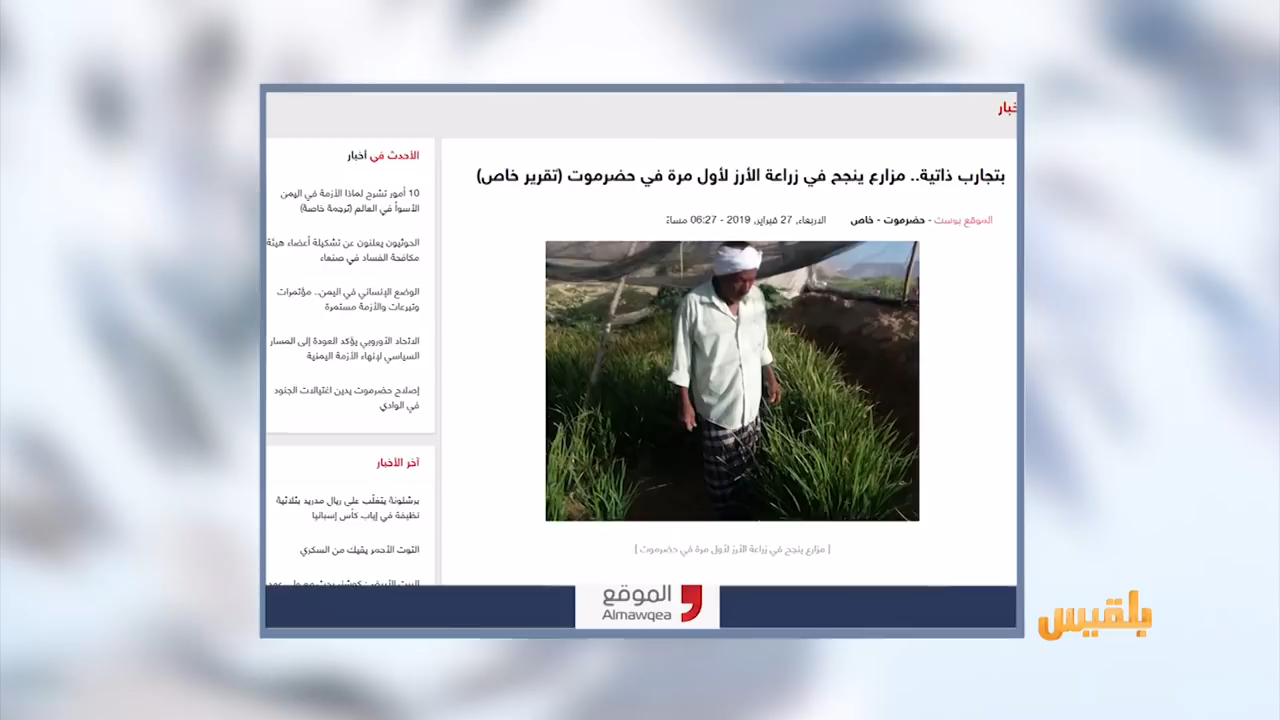 أخبار
بتجارب ذاتية.. مزارع ينجح في زراعة الأرز لأول مرة في حضرموت (تقرير خاص)
الموقع بوست - حضرموت - خاص
الاربعاء, 27 فبراير, 2019 - 06:27 مساءً
[ مزارع ينجح في زراعة الأرز لأول مرة في حضرموت ]
الأحدث في أخبار
10 أمور تشرح لماذا الأزمة في اليمن
الأسوأ في العالم (ترجمة خاصة)
الحوثيون يعلنون عن تشكيلة أعضاء هيئة
مكافحة الفساد في صنعاء
الوضع الإنساني في اليمن.. مؤتمرات
وتبرعات والأزمة مستمرة
الاتحاد الأوروبي يؤكد العودة إلى المسار
السياسي لإنهاء الأزمة اليمنية
إصلاح حضرموت يدين اغتيالات الجنود
في الوادي
آخر الأخبار
برشلونة يتغلّب على ريال مدريد بثلاثية
نظيفة في إياب كأس إسبانيا
التوت الأحمر يقيك من السكري
الموقع
Almawqea
بلقيس